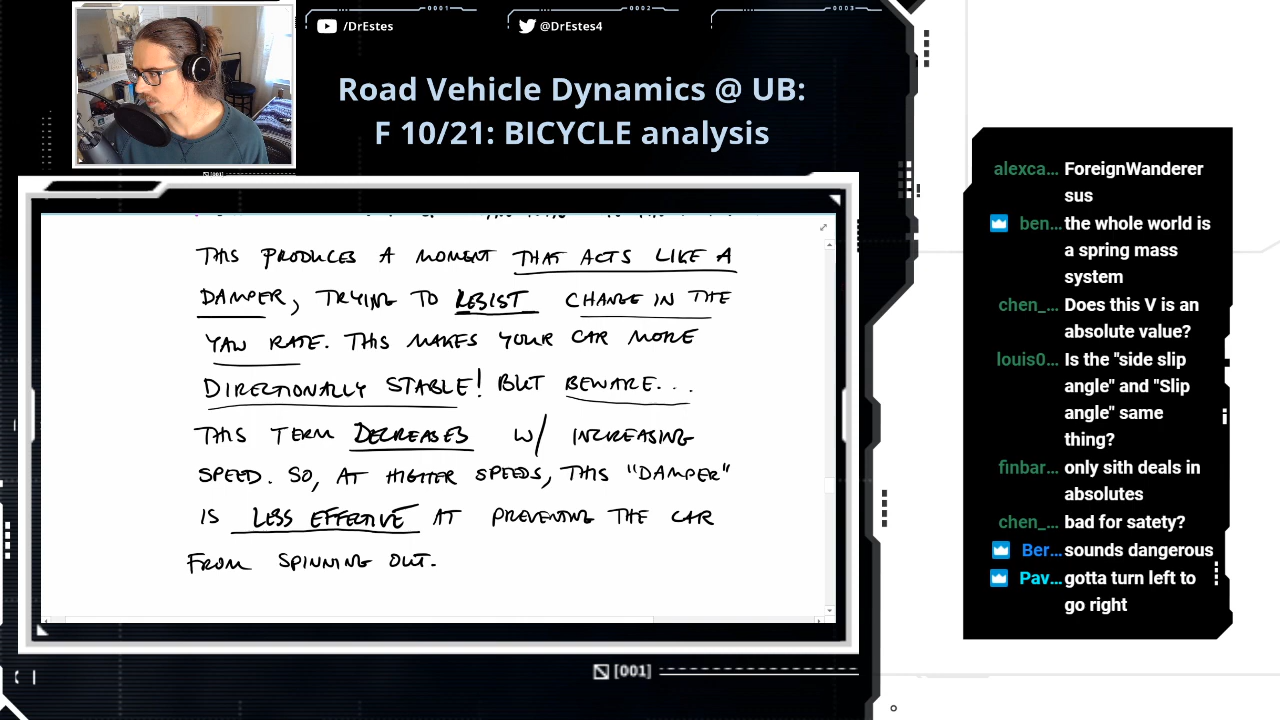 0001
0002
0003
/DrEstes
@DrEstes4
Road Vehicle Dynamics @ UB:
F 10/21: BICYCLE analysis
[001]
THIS PRODUCES A MOMENT THAT ACTS LIKE A
DAMPER, TRYING TO RESIST CHANGE IN THE
YAW RATE. THIS MAKES YOUR CAR MORE
DIRECTIONALLY STABLE! BUT BEWARE...
THIS TERM DECREASES W/ INCREASING
SPEED. SO, AT HIGHER SPEEDS, THIS "DAMPER"
IS LESS EFFECTIVE AT PREVENTING THE CAR
FROM SPINNING OUT.
[001]
alexca... ForeignWanderer
sus
ben... the whole world is
a spring mass
system
chen_... Does this V is an
absolute value?
louis0... Is the "side slip
angle" and "Slip
angle" same
thing?
finbar... only sith deals in
absolutes
chen_... bad for satety?
Ber... sounds dangerous
Pav... gotta turn left to
go right